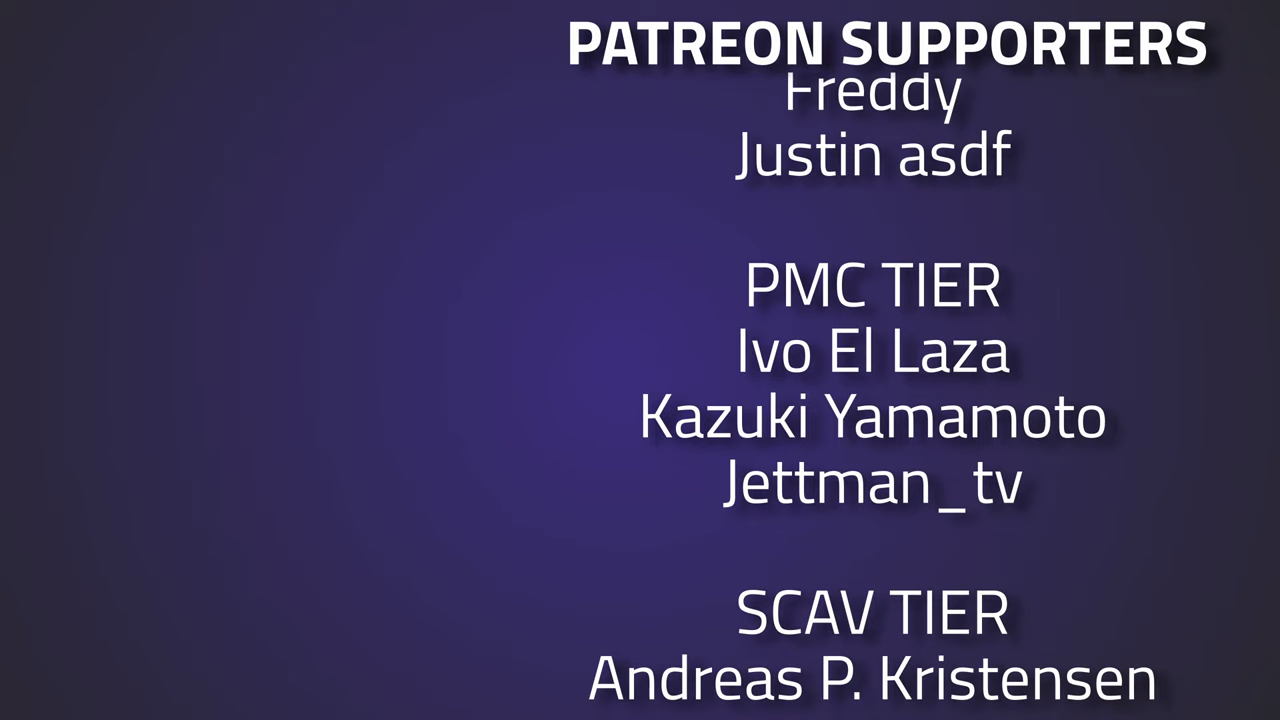 PATREON SUPPORTERS
Freddy
Justin asdf
PMC TIER
Ivo El Laza
Kazuki Yamamoto
Jettman_tv
SCAV TIER
Andreas P. Kristensen